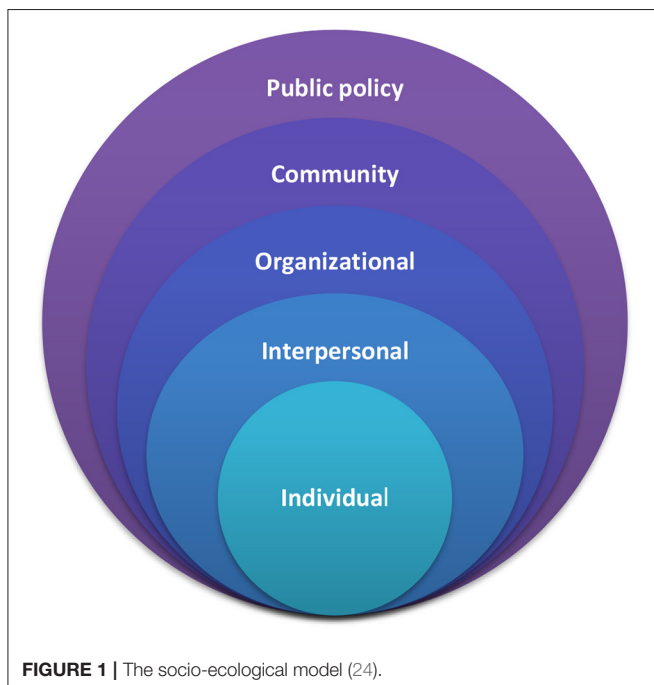 Public policy
Community
Organizational
Interpersonal
Individual
FIGURE 1 | The socio-ecological model (24).